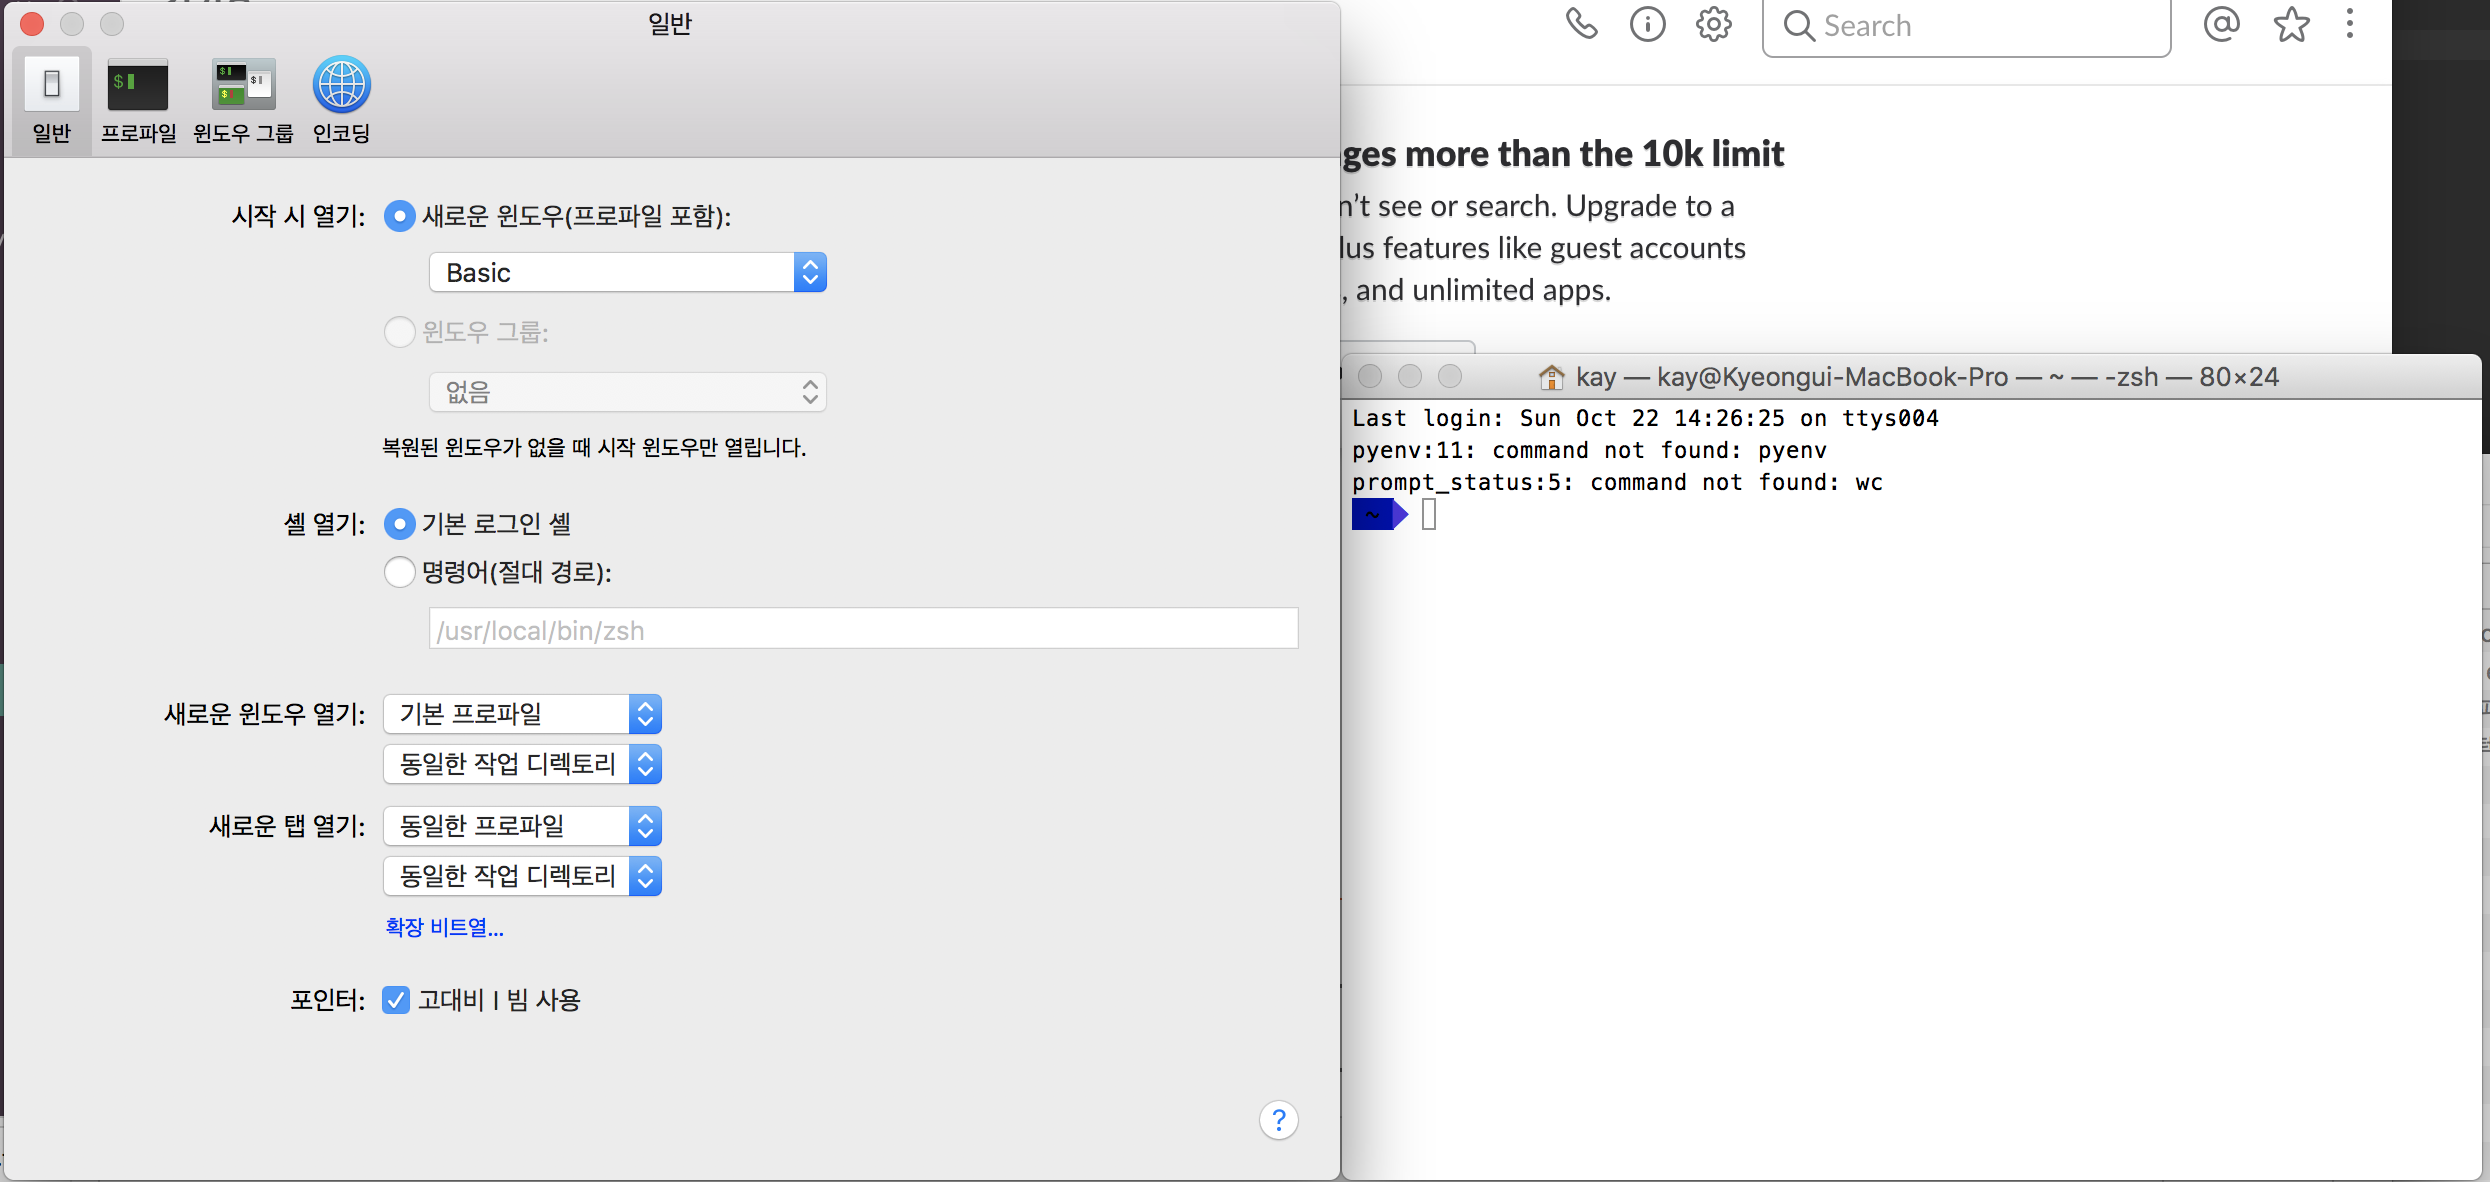 일반
일반
프로파일
윈도우 그룹
인코딩
시작 시 열기:
새로운 윈도우(프로파일 포함):
Basic
윈도우 그룹:
없음
복원된 윈도우가 없을 때 시작 윈도우만 열립니다.
셸 열기:
기본 로그인 셸
명령어(절대 경로):
/usr/local/bin/zsh
새로운 윈도우 열기:
기본 프로파일
동일한 작업 디렉토리
새로운 탭 열기:
동일한 프로파일
동일한 작업 디렉토리
확장 비트열...
포인터:
고대비 I 빔 사용
?
Search
ges more than the 10k limit
n't see or search. Upgrade to a
lus features like guest accounts
, and unlimited apps.
kay — kay@Kyeongui-MacBook-Pro — ~ — -zsh — 80×24
Last login: Sun Oct 22 14:26:25 on ttys004
pyenv:11: command not found: pyenv
prompt_status:5: command not found: wc
~